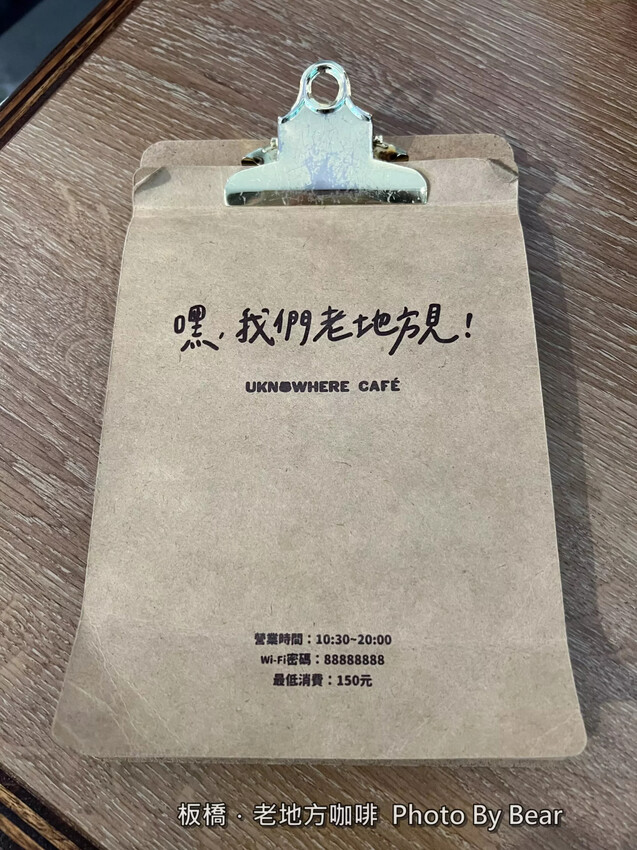 嘿,我們老地方見!
UKNOWHERE CAFÉ
營業時間:10:30~20:00
Wi-Fi密碼:88888888
最低消費:150元
板橋‧老地方咖啡 Photo By Bear